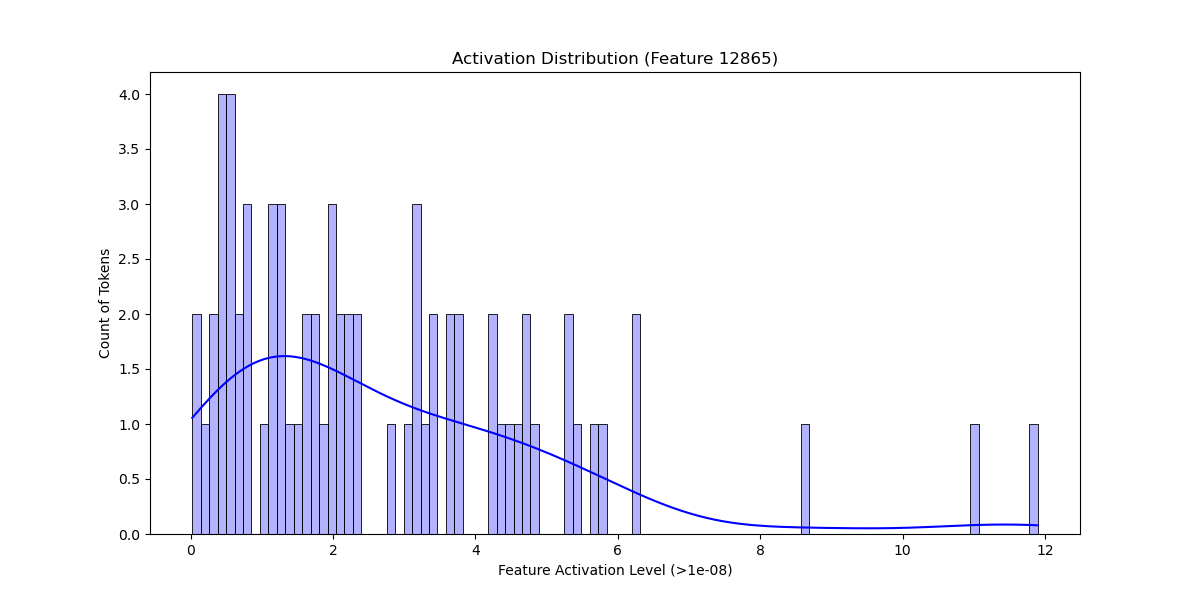 Activation Distribution (Feature 12865)
4.0
3.5
3.0
2.5
2.0
1.5
1.0
0.5
0.0
Count of Tokens
0 2 4 6 8 10 12
Feature Activation Level (>1e-08)